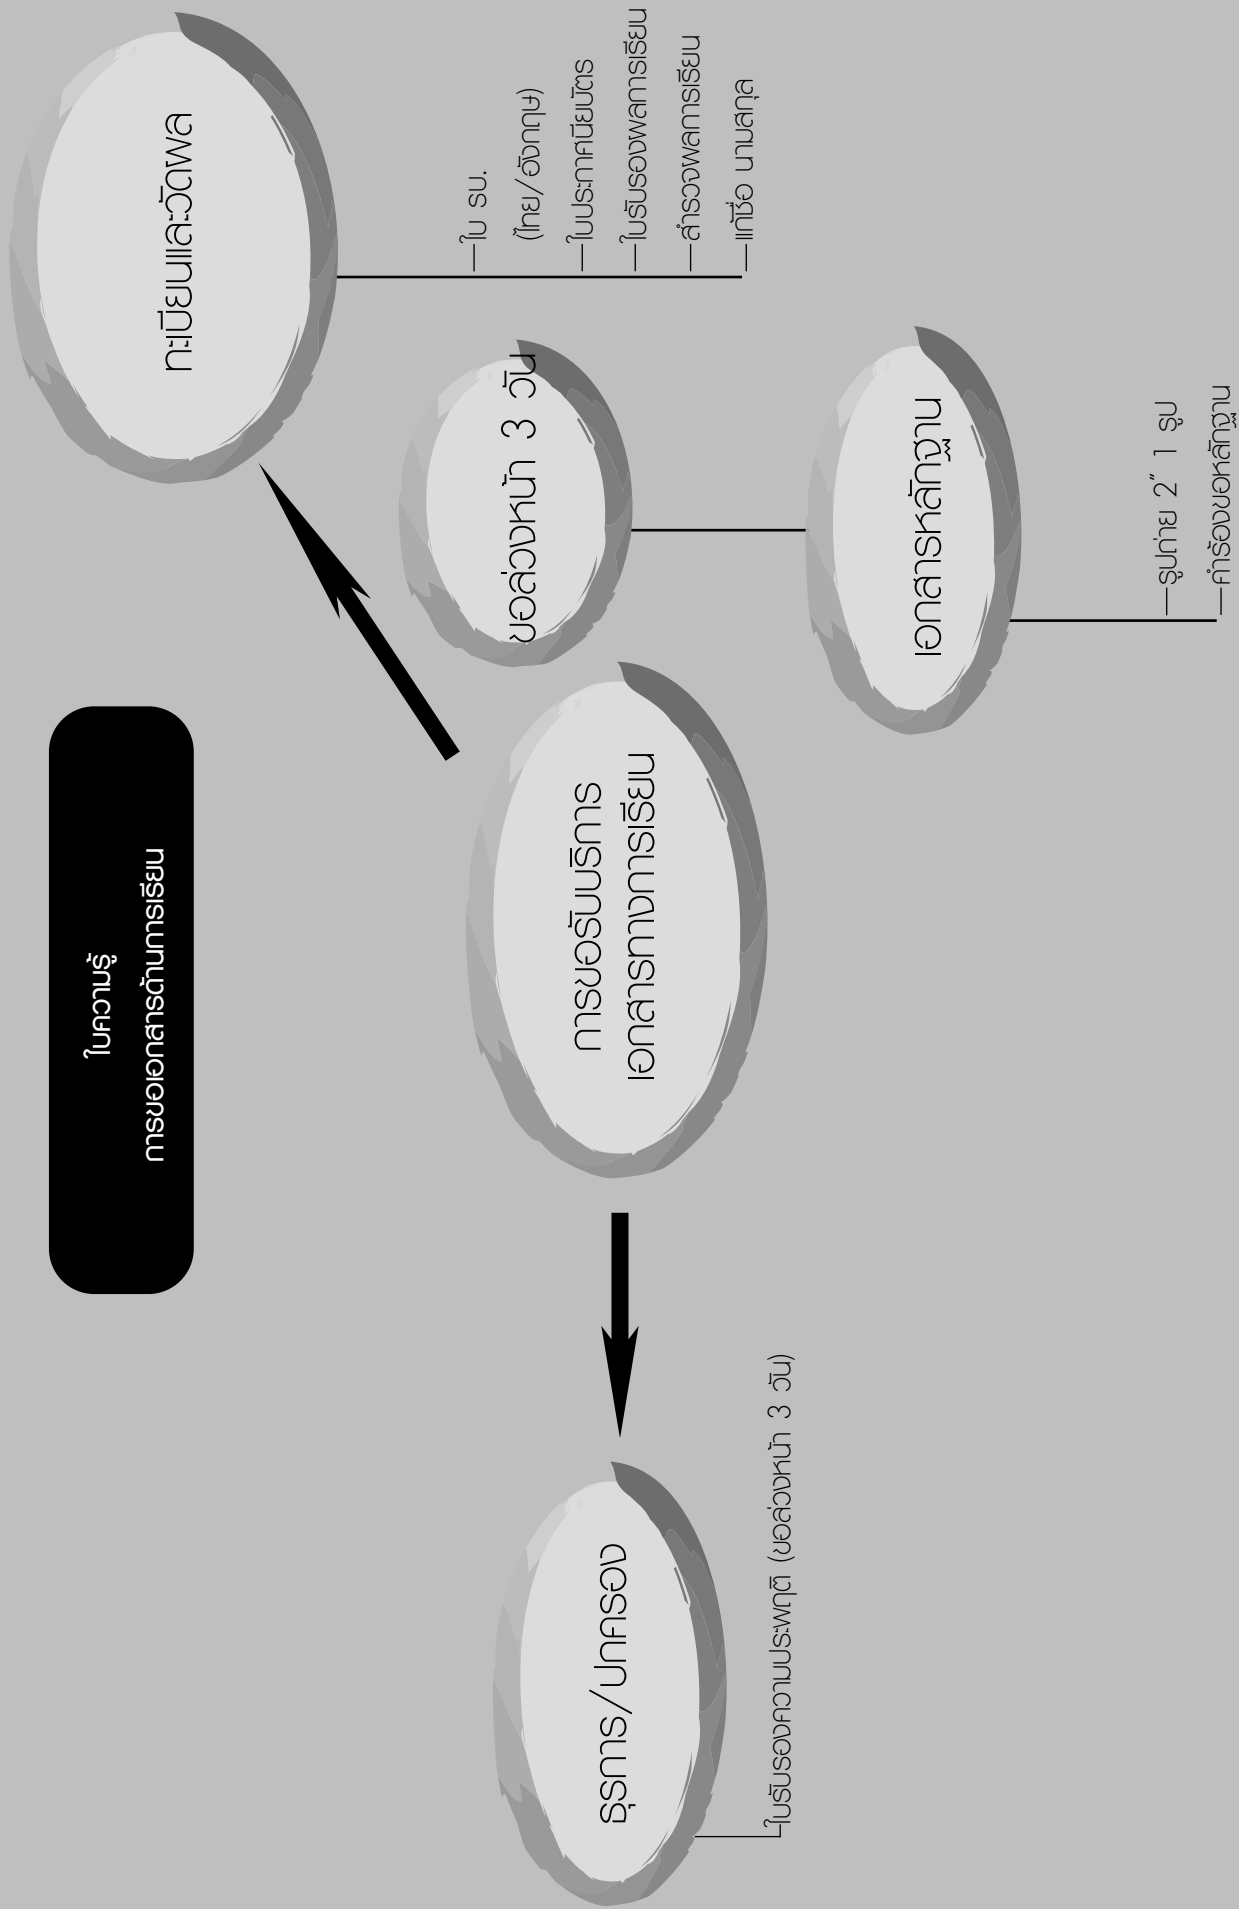 ใบความรู้
การขอเอกสารด้านการเรียน
ธุรการ/ปกครอง
ใบรับรองความประพฤติ (ขอล่วงหน้า 3 วัน)
การขอรับบริการ
เอกสารทางการเรียน
ทะเบียนและวัดผล
ใบ รบ.
(ไทย/อังกฤษ)
ใบประกาศนียบัตร
ใบรับรองผลการเรียน
สำรวจผลการเรียน
แก้ชื่อ นามสกุล
ขอล่วงหน้า 3 วัน
เอกสารหลักฐาน
รูปถ่าย 2" 1 รูป
คำร้องขอหลักฐาน